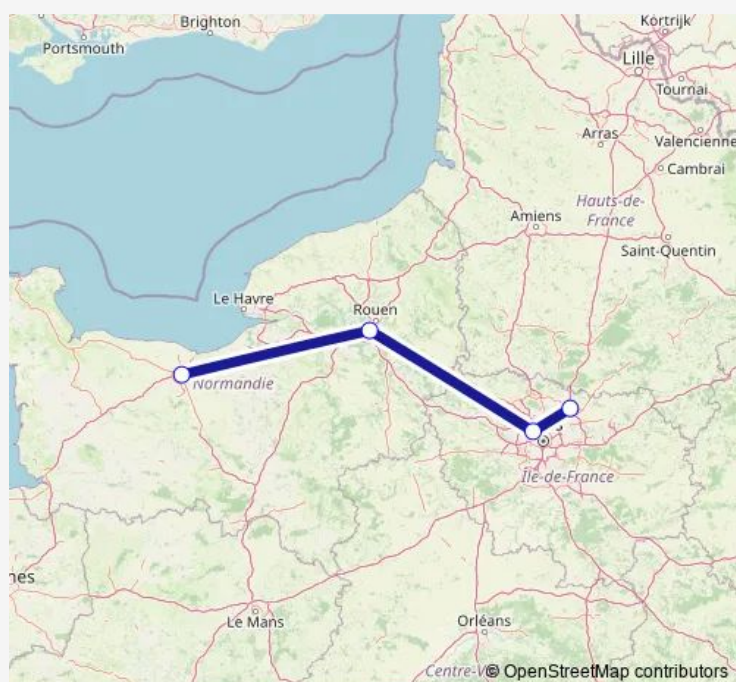 Brighton
Portsmouth
Kortrijk
Lille
Tournai
Arras
Valencienne
Cambrai
Hauts-de-
France
Amiens
Saint-Quentin
Le Havre
Rouen
Normandie
Île-de-France
nes
Le Mans
Orléans
Centre-V
© OpenStreetMap contributors